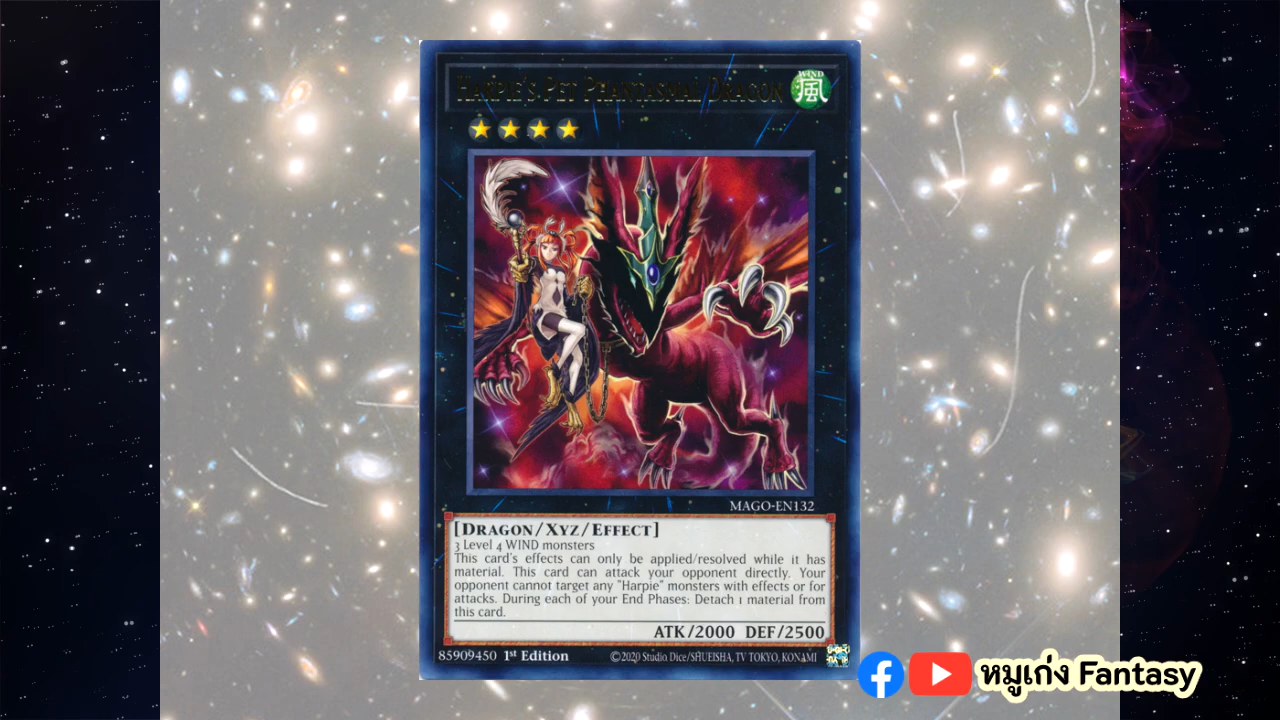 HARPIE'S PET PHANTASMAL DRAGON
WIND
風
MAGO-EN132
[DRAGON/XYZ/EFFECT]
3 Level 4 WIND monsters
This card's effects can only be applied/resolved while it has
material. This card can attack your opponent directly. Your
opponent cannot target any "Harpie" monsters with effects or for
attacks. During each of your End Phases: Detach 1 material from
this card.
ATK/2000 DEF/2500
85909450 1st Edition ©2020 Studio Dice/SHUEISHA, TV TOKYO, KONAMI
หมูเก่ง Fantasy